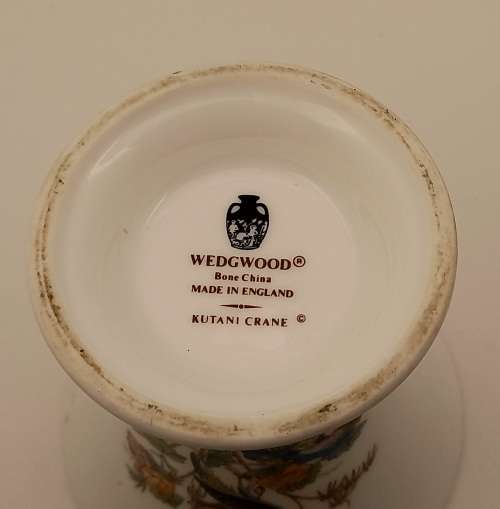 WEDGWOOD®
Bone China
MADE IN ENGLAND
KUTANI CRANE ©